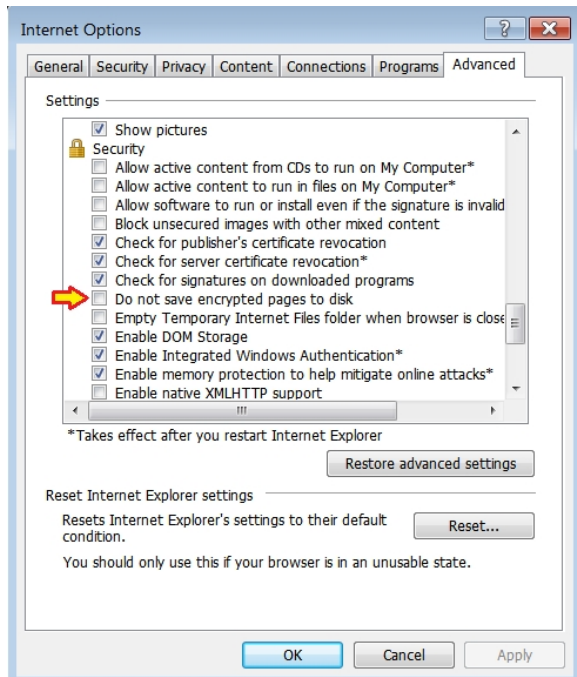 Internet Options
General Security Privacy Content Connections Programs Advanced
Settings
Show pictures
Security
Allow active content from CDs to run on My Computer*
Allow active content to run in files on My Computer*
Allow software to run or install even if the signature is invalid
Block unsecured images with other mixed content
Check for publisher's certificate revocation
Check for server certificate revocation*
Check for signatures on downloaded programs
Do not save encrypted pages to disk
Empty Temporary Internet Files folder when browser is close
Enable DOM Storage
Enable Integrated Windows Authentication*
Enable memory protection to help mitigate online attacks*
Enable native XMLHTTP support
*Takes effect after you restart Internet Explorer
Restore advanced settings
Reset Internet Explorer settings
Resets Internet Explorer's settings to their default
condition.
Reset...
You should only use this if your browser is in an unusable state.
OK Cancel Apply